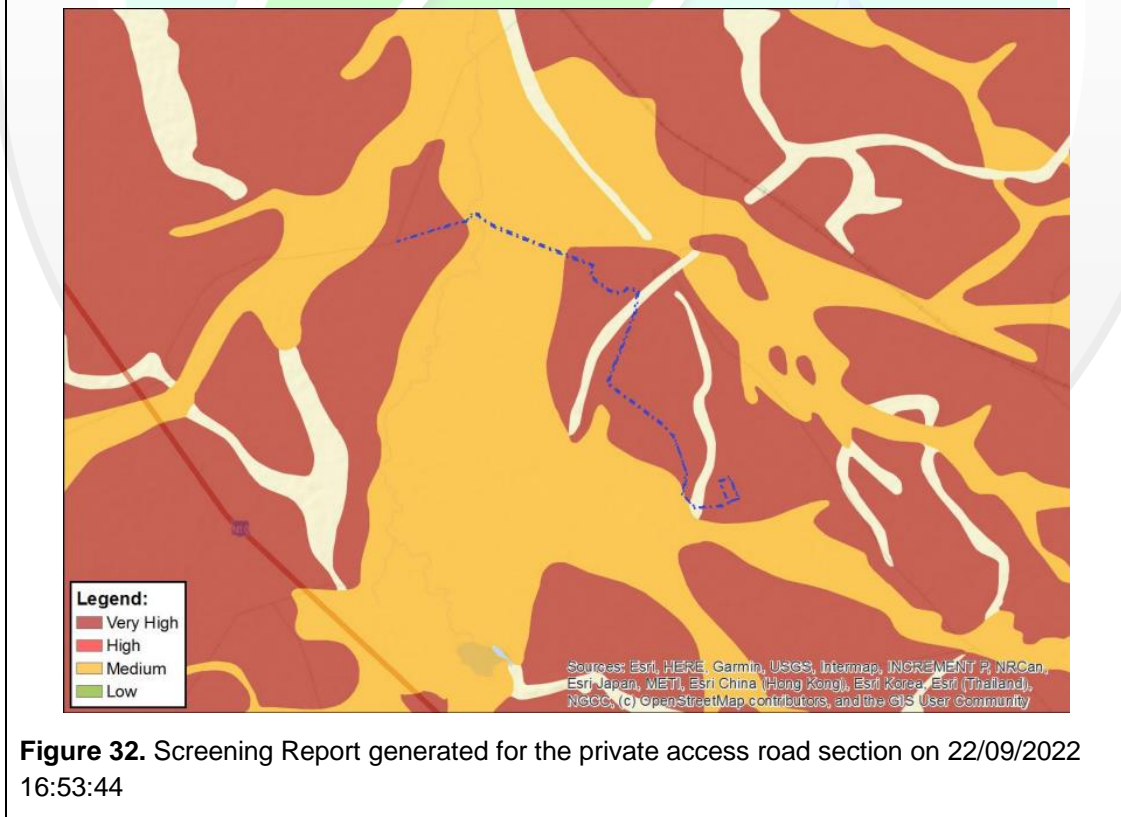 Legend:
Very High
High
Medium
Low
Sources: Esri, HERE, Garmin, USGS, Intermap, INCREMENT P, NRCan,
Esri Japan, METI, Esri China (Hong Kong), Esri Korea, Esri (Thailand),
NGCC, (c) OpenStreetMap contributors, and the GIS User Community
Figure 32. Screening Report generated for the private access road section on 22/09/2022
16:53:44